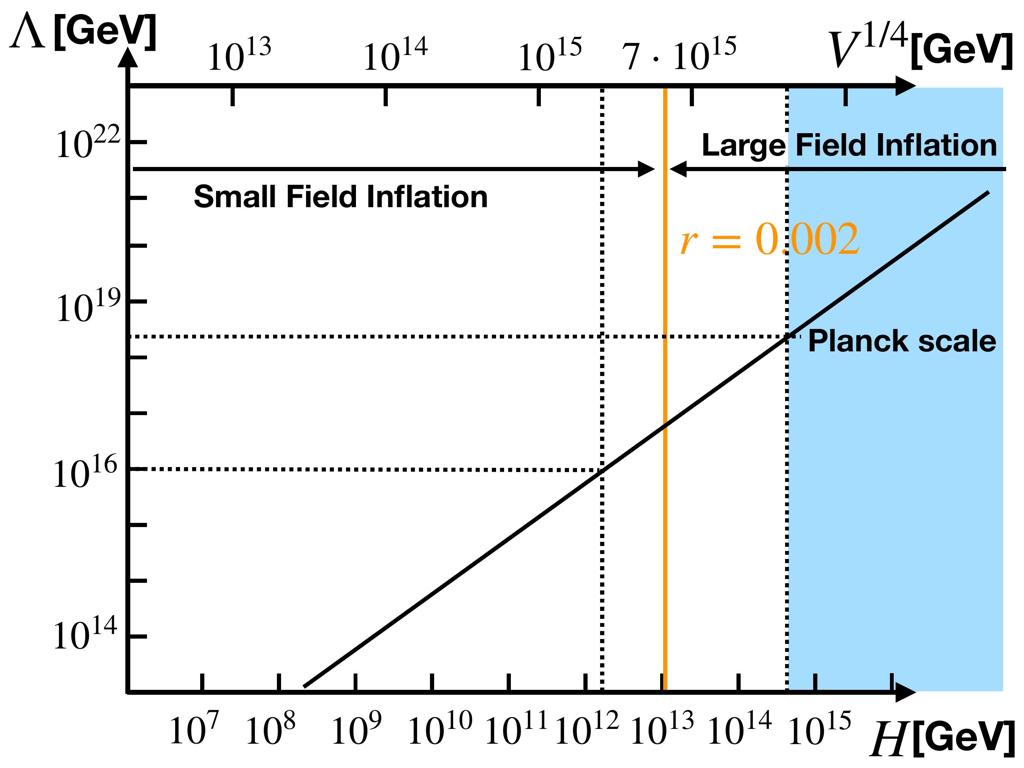 Λ [GeV]
10^13 10^14 10^15 7 · 10^15 V^1/4 [GeV]
10^22
Large Field Inflation
Small Field Inflation
r = 0.002
10^19
Planck scale
10^16
10^14
10^7 10^8 10^9 10^10 10^11 10^12 10^13 10^14 10^15 H [GeV]